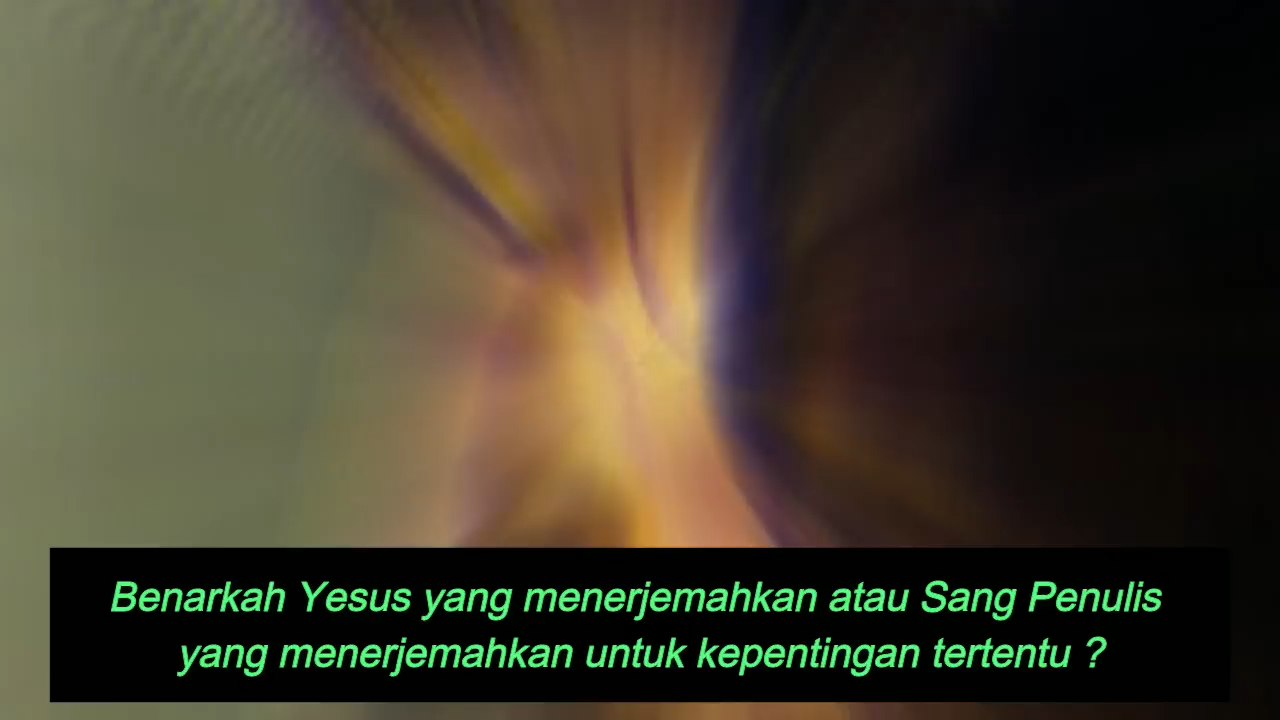 Benarkah Yesus yang menerjemahkan atau Sang Penulis
yang menerjemahkan untuk kepentingan tertentu ?